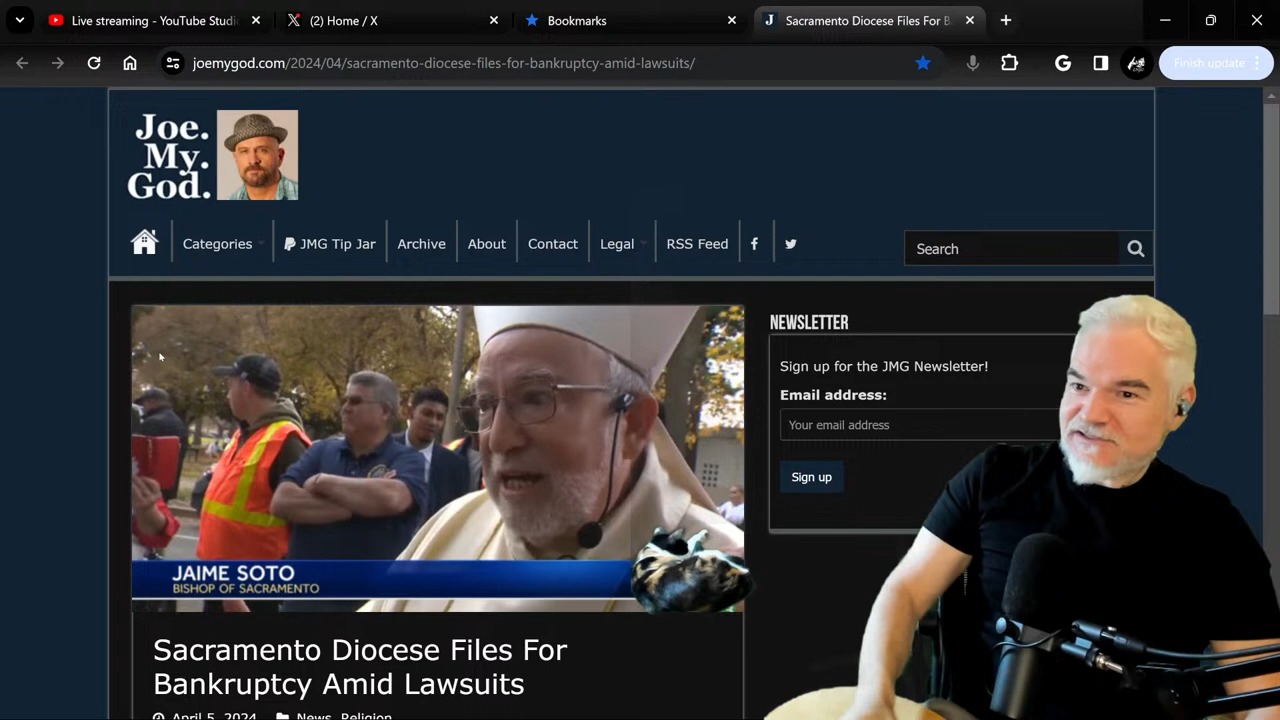 Live streaming - YouTube Studi
(2) Home / X
Bookmarks
Sacramento Diocese Files For B
joemygod.com/2024/04/sacramento-diocese-files-for-bankruptcy-amid-lawsuits/
Finish update
Joe.
My.
God.
Categories
JMG Tip Jar
Archive
About
Contact
Legal
RSS Feed
Search
NEWSLETTER
Sign up for the JMG Newsletter!
Email address:
Your email address
Sign up
JAIME SOTO
BISHOP OF SACRAMENTO
Sacramento Diocese Files For
Bankruptcy Amid Lawsuits
April 5, 2024 News, Religion